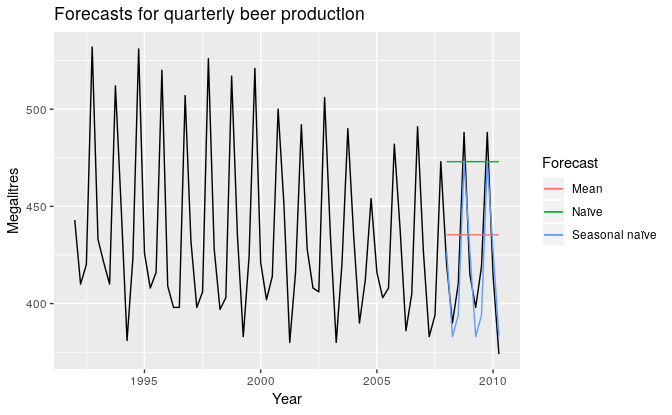 Forecasts for quarterly beer production
Megalitres
500
450
400
1995
2000
2005
2010
Year
Forecast
Mean
Naïve
Seasonal naïve